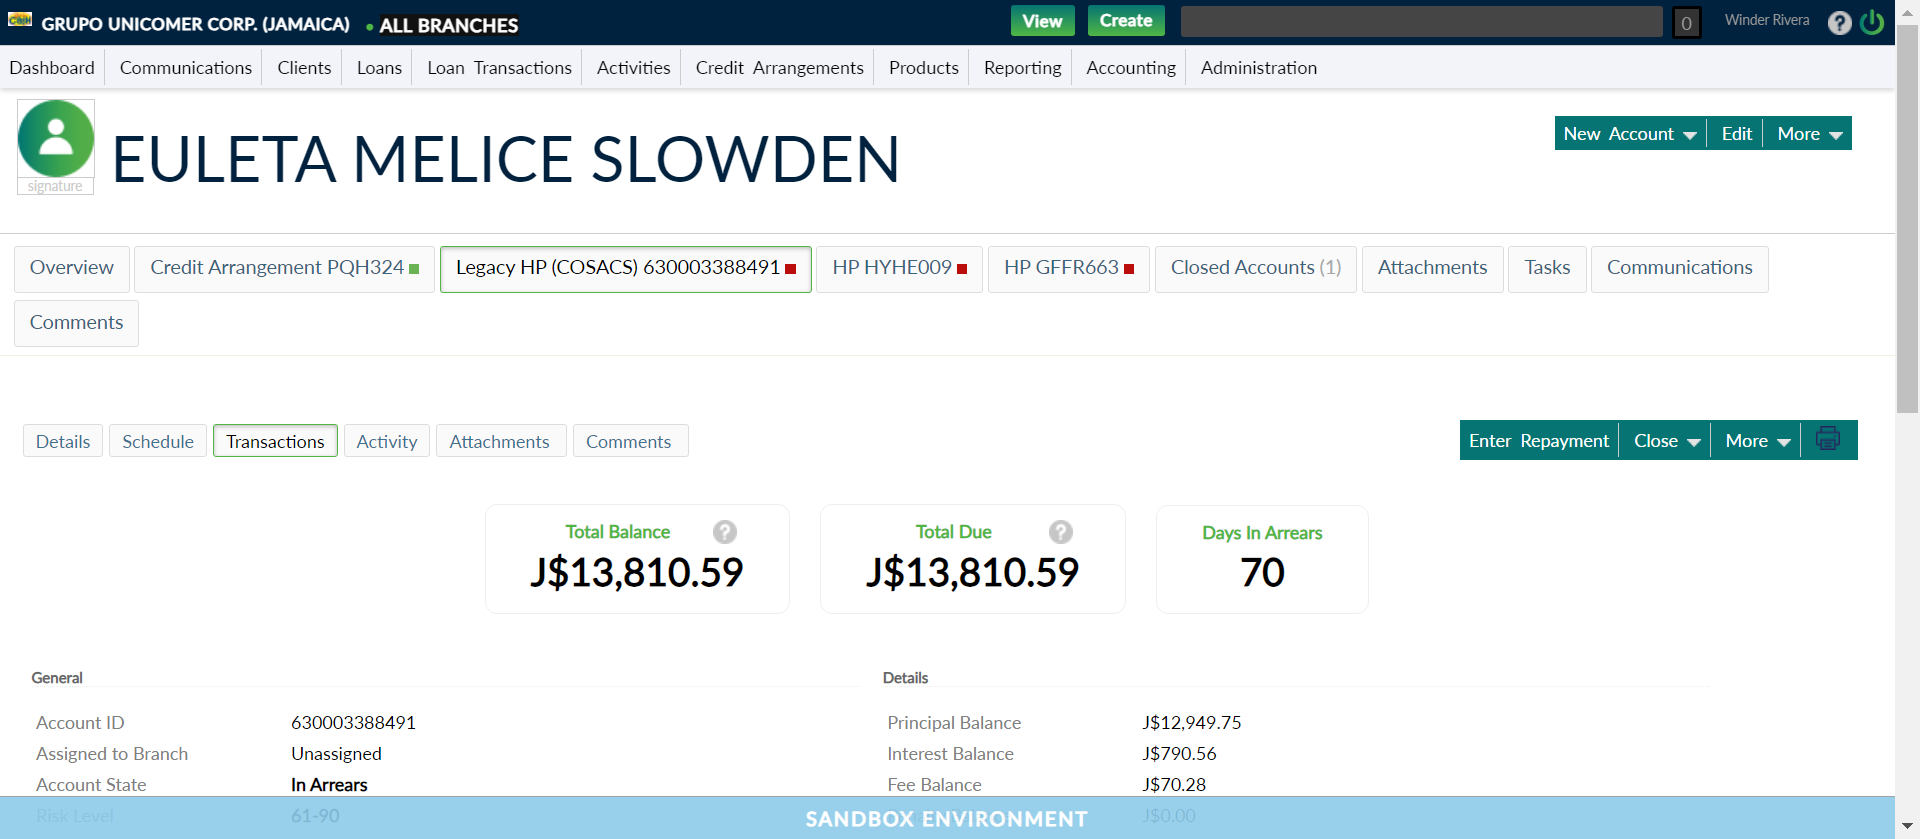 GRUPO UNICOMER CORP. (JAMAICA) • ALL BRANCHES View Create 0 Winder Rivera ?
Dashboard Communications Clients Loans Loan Transactions Activities Credit Arrangements Products Reporting Accounting Administration
EULETA MELICE SLOWDEN
signature
New Account Edit More
Overview Credit Arrangement PQH324 Legacy HP (COSACS) 630003388491 HP HYHE009 HP GFFR663 Closed Accounts (1) Attachments Tasks Communications
Comments
Details Schedule Transactions Activity Attachments Comments Enter Repayment Close More
Total Balance ? Total Due ? Days In Arrears
J$13,810.59 J$13,810.59 70
General Details
Account ID 630003388491 Principal Balance J$12,949.75
Assigned to Branch Unassigned Interest Balance J$790.56
Account State In Arrears Fee Balance J$70.28
Risk Level 61-90 J$0.00
SANDBOX ENVIRONMENT